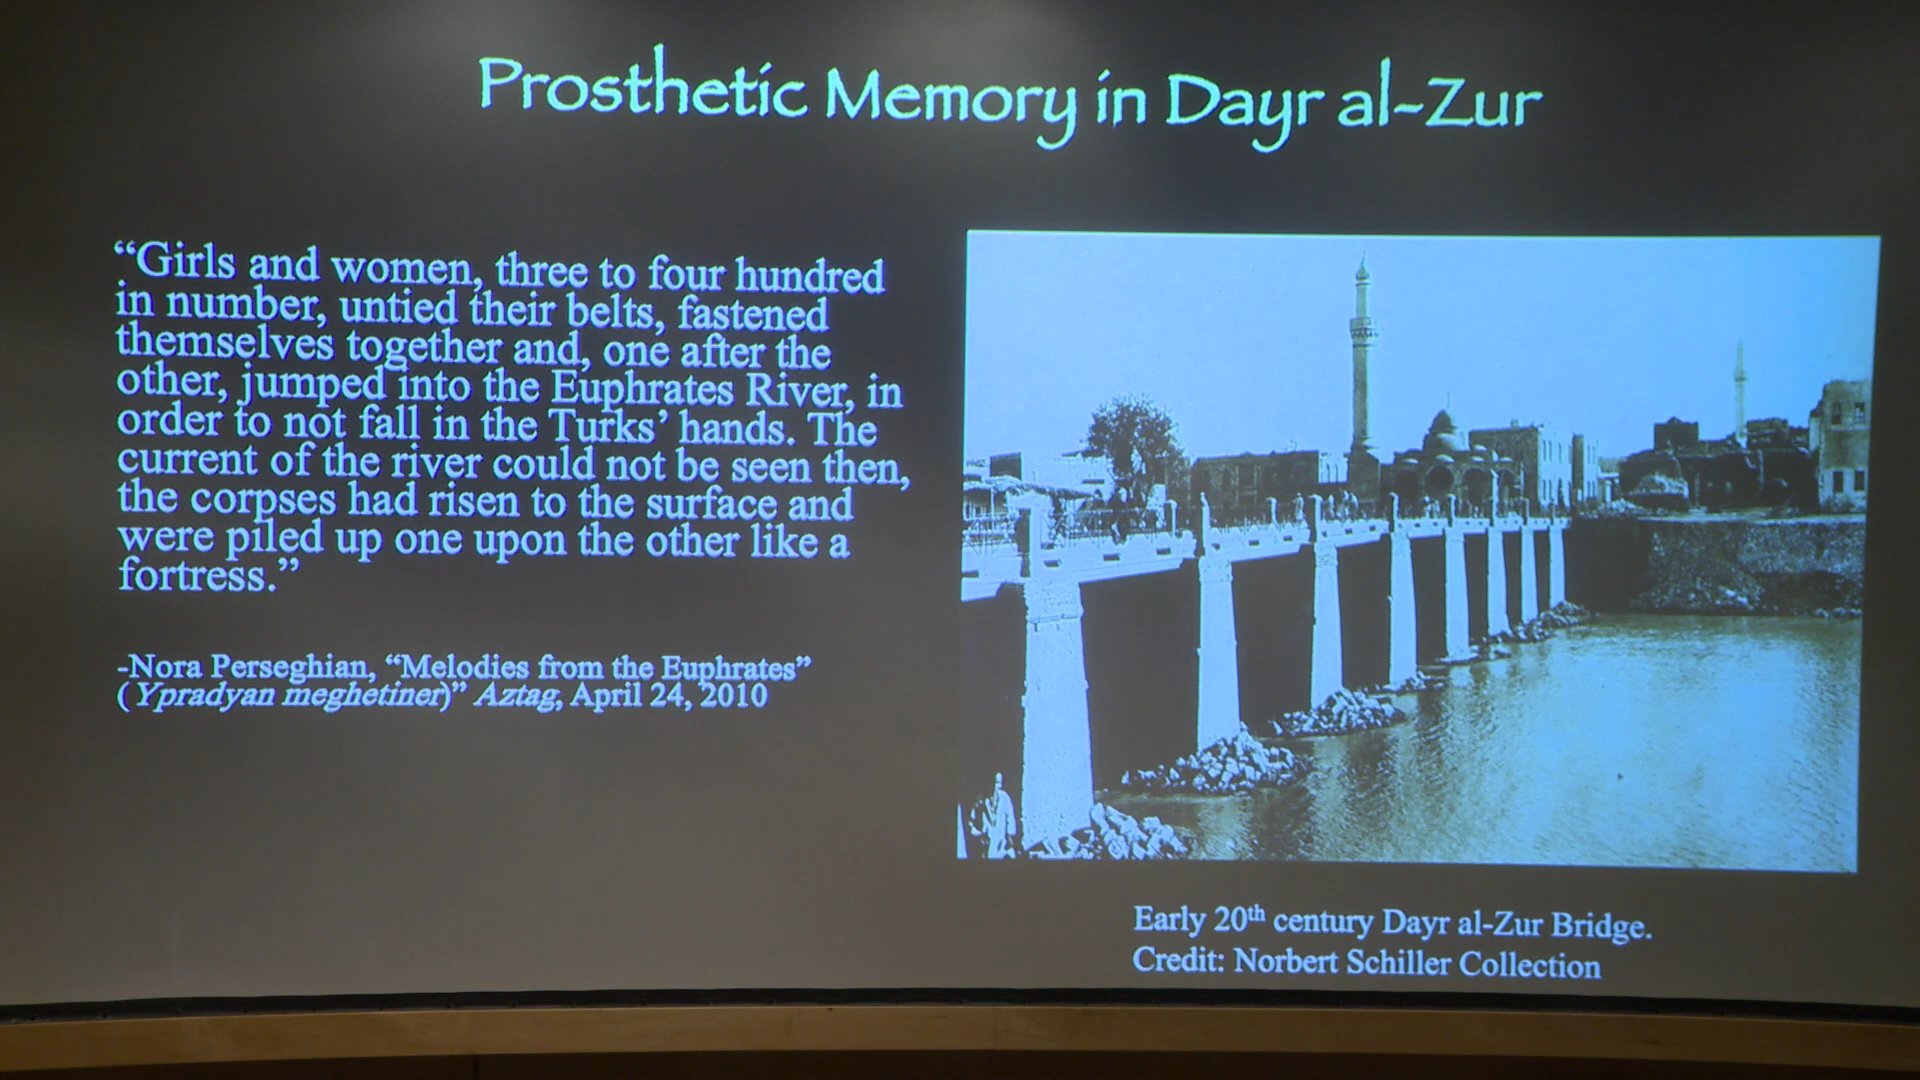 Prosthetic Memory in Dayr al-Zur
“Girls and women, three to four hundred
in number, untied their belts, fastened
themselves together and, one after the
other, jumped into the Euphrates River, in
order to not fall in the Turks’ hands. The
current of the river could not be seen then,
the corpses had risen to the surface and
were piled up one upon the other like a
fortress.”
-Nora Perseghian, “Melodies from the Euphrates”
(Ypradyan meghetiner)” Aztag, April 24, 2010
Early 20th century Dayr al-Zur Bridge.
Credit: Norbert Schiller Collection